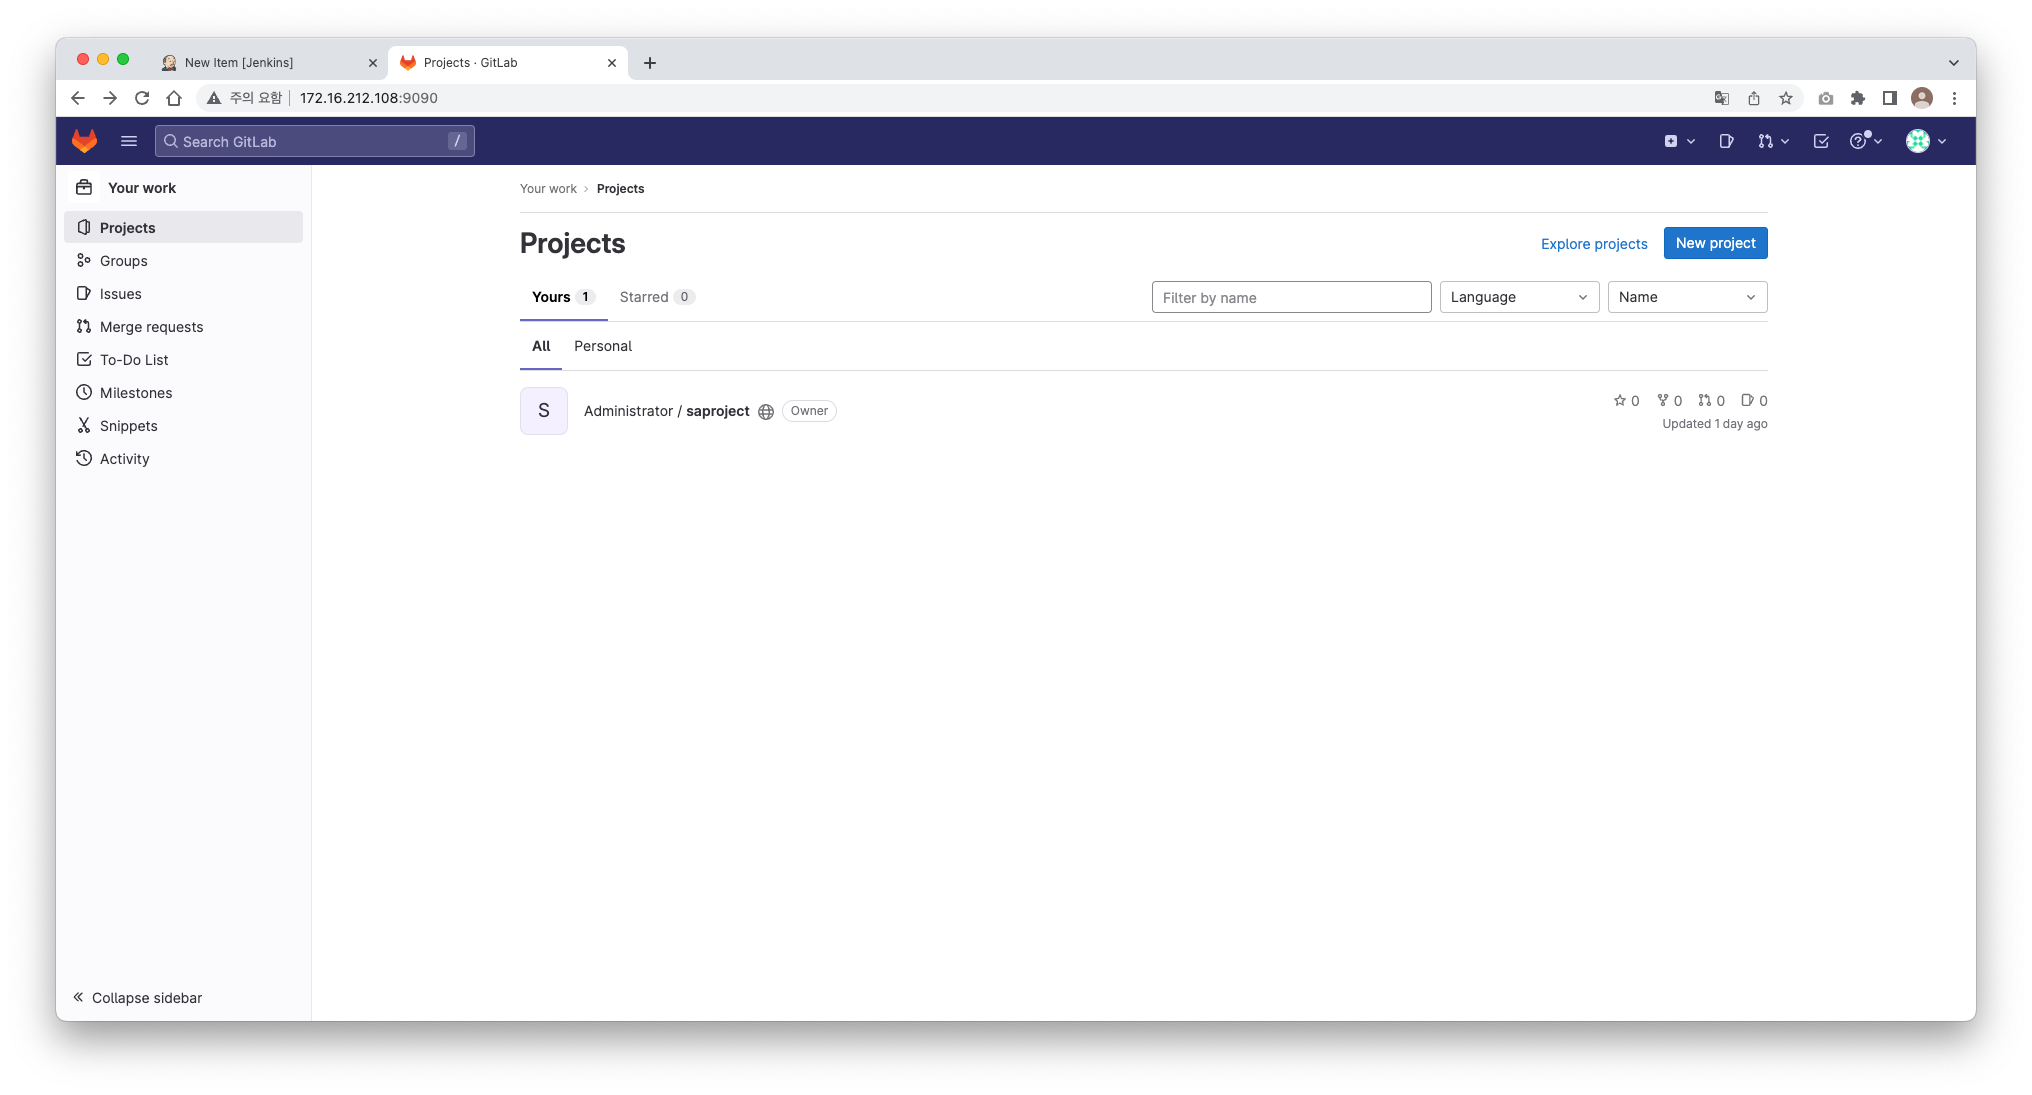 New Item [Jenkins]
Projects · GitLab
주의 요함
172.16.212.108:9090
Search GitLab
/
Your work
Projects
Groups
Issues
Merge requests
To-Do List
Milestones
Snippets
Activity
Collapse sidebar
Your work › Projects
Projects
Explore projects
New project
Yours 1
Starred 0
Filter by name
Language
Name
All
Personal
S
Administrator / saproject
Owner
0 0 0 0
Updated 1 day ago